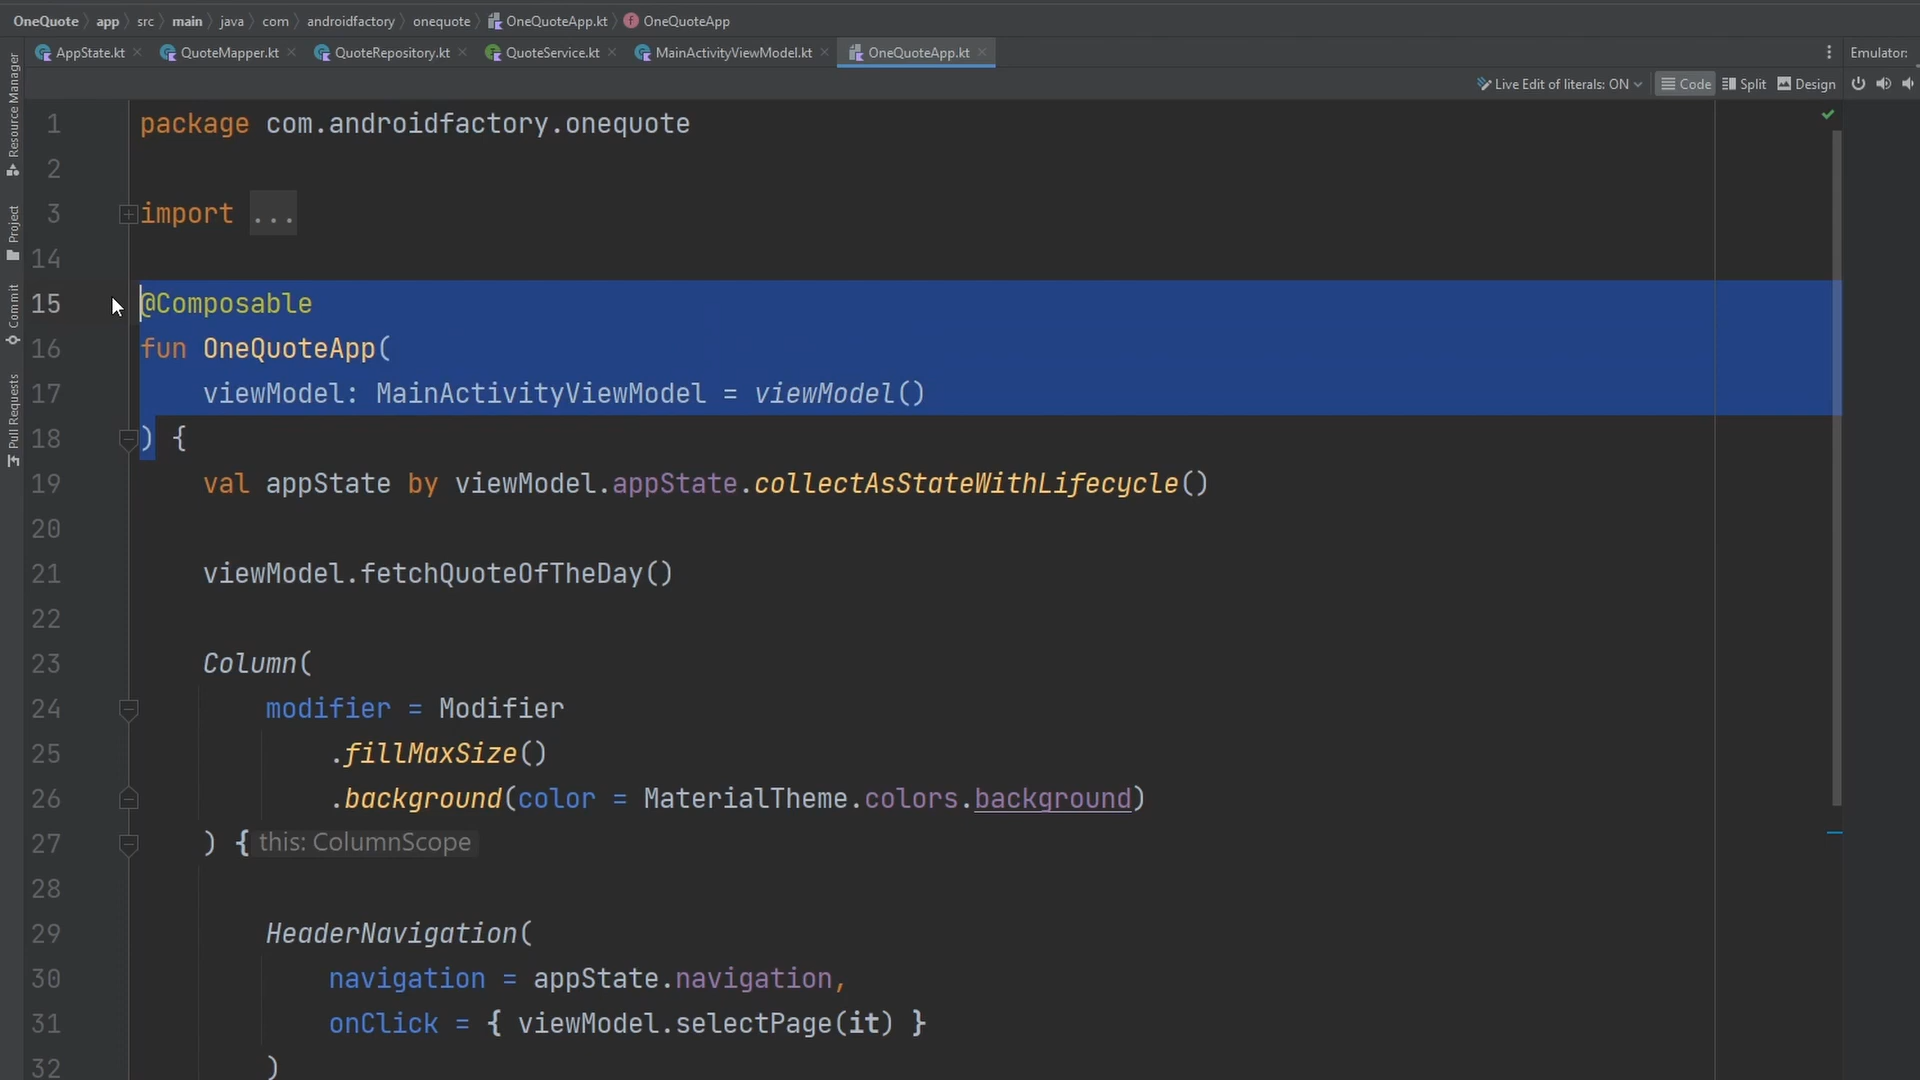 OneQuote app src main java com androidfactory onequote OneQuoteApp.kt OneQuoteApp
AppState.kt QuoteMapper.kt QuoteRepository.kt QuoteService.kt MainActivityViewModel.kt OneQuoteApp.kt Emulator:
Live Edit of literals: ON Code Split Design
Resource Manager
Project
Commit
Pull Requests
1 package com.androidfactory.onequote
2
3 import ...
14
15 @Composable
16 fun OneQuoteApp(
17 viewModel: MainActivityViewModel = viewModel()
18 ) {
19 val appState by viewModel.appState.collectAsStateWithLifecycle()
20
21 viewModel.fetchQuoteOfTheDay()
22
23 Column(
24 modifier = Modifier
25 .fillMaxSize()
26 .background(color = MaterialTheme.colors.background)
27 ) { this: ColumnScope
28
29 HeaderNavigation(
30 navigation = appState.navigation,
31 onClick = { viewModel.selectPage(it) }
32 )